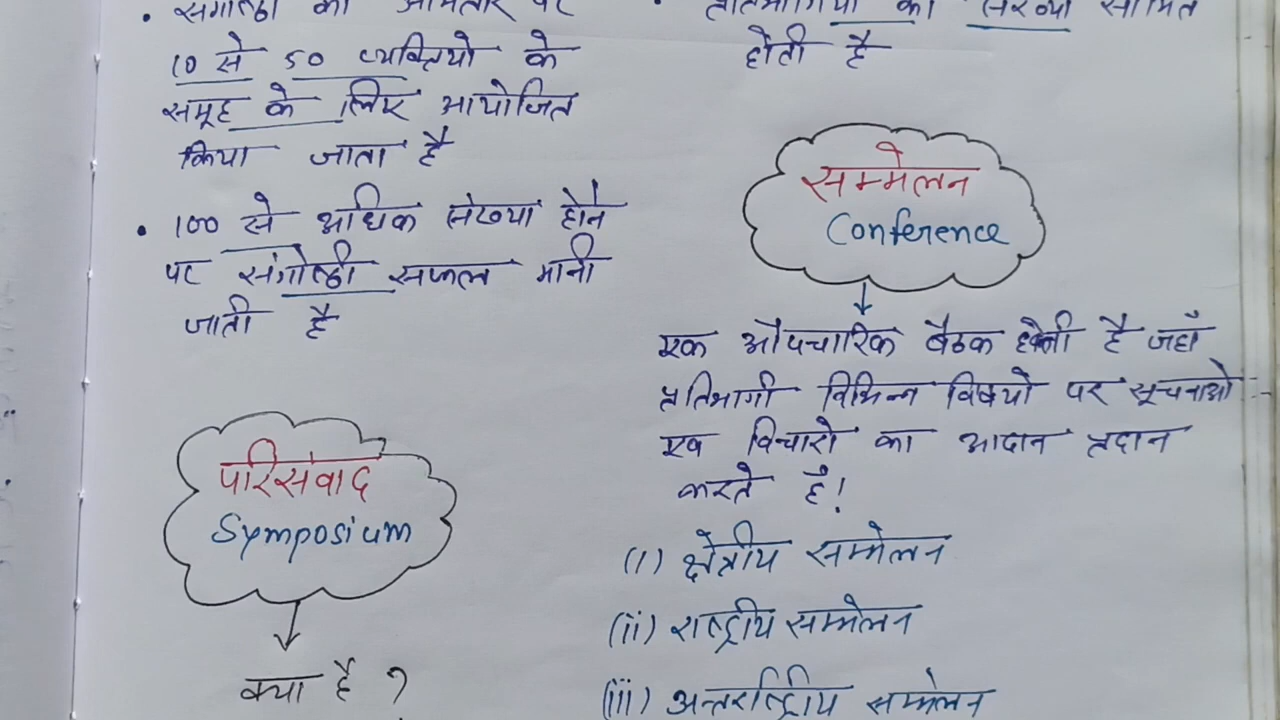 • संगोष्ठी का आमतौर पर
10 से 50 व्यक्तियो के
समूह के लिए आयोजित
किया जाता है
• 100 से अधिक संख्या होने
पर संगोष्ठी सफल मानी
जाती है
परिसंवाद
Symposium
क्या है ?
• प्रतिभागियो की संख्या सीमित
होती है
सम्मेलन
Conference
एक औपचारिक बैठक होती है जहाँ
प्रतिभागी विभिन्न विषयो पर सूचनाओ
एव विचारो का आदान प्रदान
करते है!
(i) क्षेत्रीय सम्मेलन
(ii) राष्ट्रीय सम्मेलन
(iii) अन्तर्राष्ट्रीय सम्मेलन